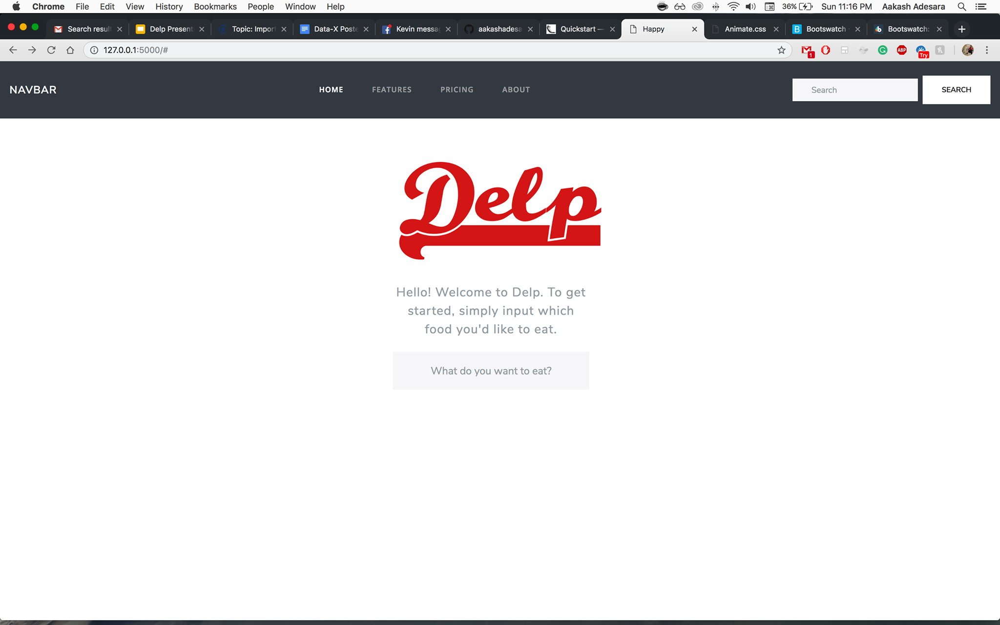 Chrome File Edit View History Bookmarks People Window Help 36% Sun 11:16 PM Aakash Adesara
Search resul Delp Present Topic: Impor Data-X Poste Kevin messa aakashadesa Quickstart — Happy Animate.css Bootswatch Bootswatch:
127.0.0.1:5000/# 1 ABP Try
NAVBAR HOME FEATURES PRICING ABOUT Search SEARCH
Delp
Hello! Welcome to Delp. To get
started, simply input which
food you'd like to eat.
What do you want to eat?